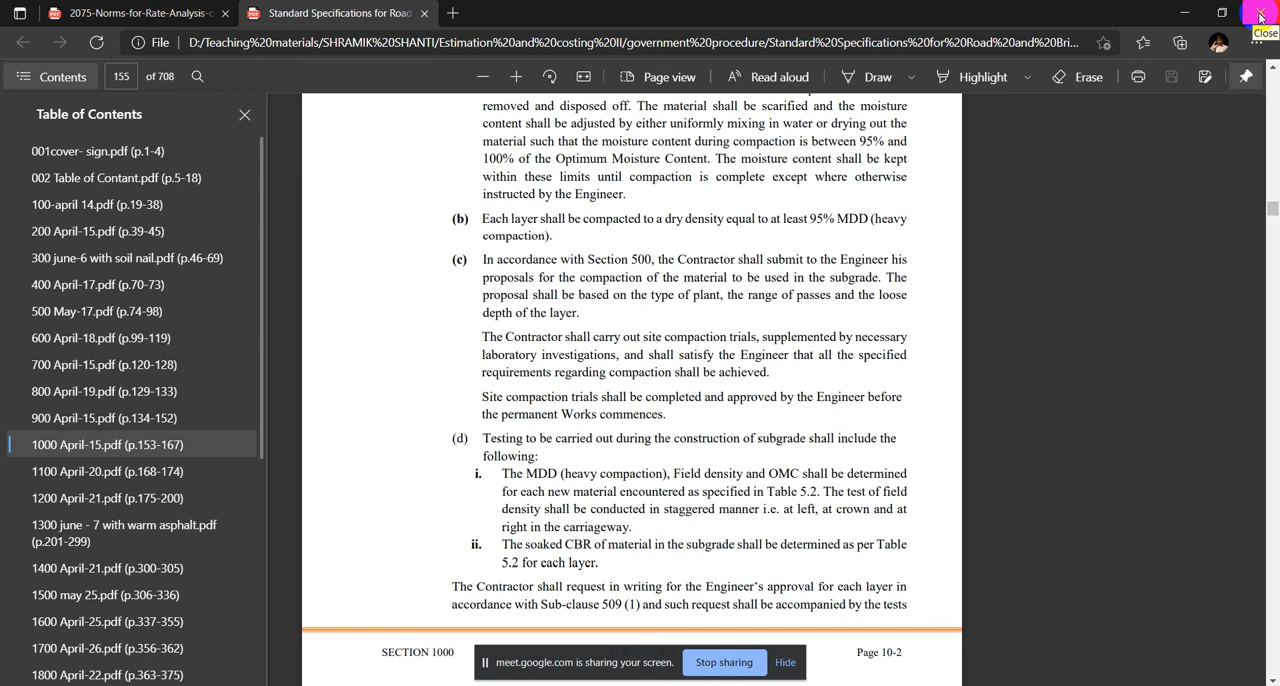 2075-Norms-for-Rate-Analysis-o
Standard Specifications for Road
Close
File
D:/Teaching%20materials/SHRAMIK%20SHANTI/Estimation%20and%20costing%20II/government%20procedure/Standard%20Specifications%20for%20Road%20and%20Bri...
Contents
155
of 708
Page view
Read aloud
Draw
Highlight
Erase
Table of Contents
001cover- sign.pdf (p.1-4)
002 Table of Contant.pdf (p.5-18)
100-april 14.pdf (p.19-38)
200 April-15.pdf (p.39-45)
300 june-6 with soil nail.pdf (p.46-69)
400 April-17.pdf (p.70-73)
500 May-17.pdf (p.74-98)
600 April-18.pdf (p.99-119)
700 April-15.pdf (p.120-128)
800 April-19.pdf (p.129-133)
900 April-15.pdf (p.134-152)
1000 April-15.pdf (p.153-167)
1100 April-20.pdf (p.168-174)
1200 April-21.pdf (p.175-200)
1300 june - 7 with warm asphalt.pdf
(p.201-299)
1400 April-21.pdf (p.300-305)
1500 may 25.pdf (p.306-336)
1600 April-25.pdf (p.337-355)
1700 April-26.pdf (p.356-362)
1800 April-22.pdf (p.363-375)
removed and disposed off. The material shall be scarified and the moisture
content shall be adjusted by either uniformly mixing in water or drying out the
material such that the moisture content during compaction is between 95% and
100% of the Optimum Moisture Content. The moisture content shall be kept
within these limits until compaction is complete except where otherwise
instructed by the Engineer.
(b) Each layer shall be compacted to a dry density equal to at least 95% MDD (heavy
compaction).
(c) In accordance with Section 500, the Contractor shall submit to the Engineer his
proposals for the compaction of the material to be used in the subgrade. The
proposal shall be based on the type of plant, the range of passes and the loose
depth of the layer.
The Contractor shall carry out site compaction trials, supplemented by necessary
laboratory investigations, and shall satisfy the Engineer that all the specified
requirements regarding compaction shall be achieved.
Site compaction trials shall be completed and approved by the Engineer before
the permanent Works commences.
(d) Testing to be carried out during the construction of subgrade shall include the
following:
i. The MDD (heavy compaction), Field density and OMC shall be determined
for each new material encountered as specified in Table 5.2. The test of field
density shall be conducted in staggered manner i.e. at left, at crown and at
right in the carriageway.
ii. The soaked CBR of material in the subgrade shall be determined as per Table
5.2 for each layer.
The Contractor shall request in writing for the Engineer's approval for each layer in
accordance with Sub-clause 509 (1) and such request shall be accompanied by the tests
SECTION 1000
Page 10-2
meet.google.com is sharing your screen.
Stop sharing
Hide